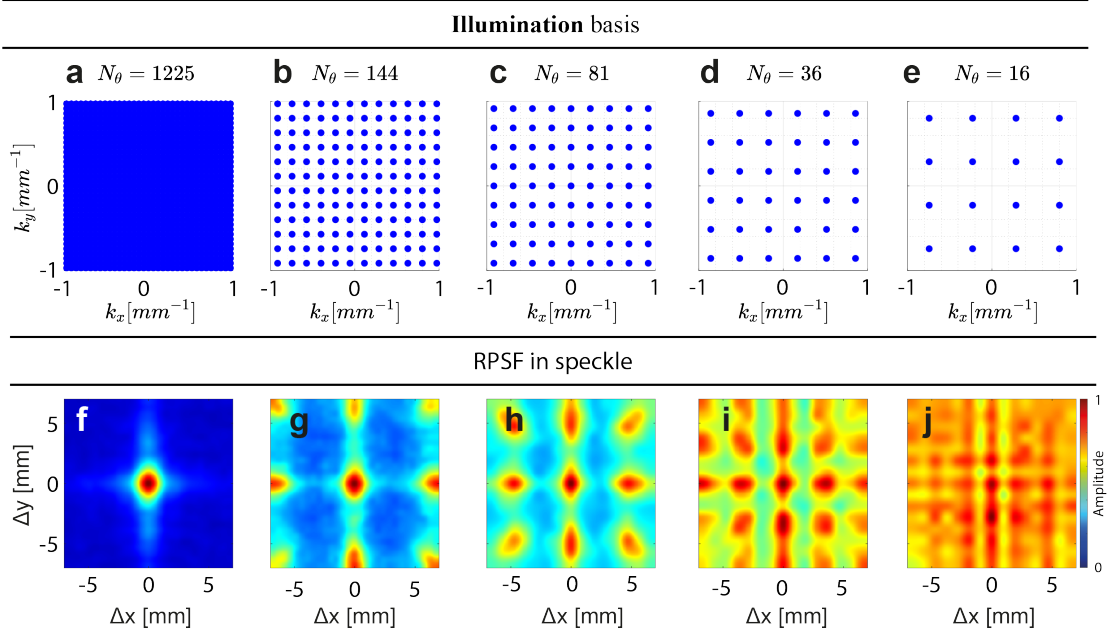 Illumination basis
a N_θ = 1225 b N_θ = 144 c N_θ = 81 d N_θ = 36 e N_θ = 16
1
0
-1
k_y[mm^{-1}]
-1 0 1 -1 0 1 -1 0 1 -1 0 1 -1 0 1
k_x[mm^{-1}] k_x[mm^{-1}] k_x[mm^{-1}] k_x[mm^{-1}] k_x[mm^{-1}]
RPSF in speckle
f g h i j
5
0
-5
Δy [mm]
1
Amplitude
0
-5 0 5 -5 0 5 -5 0 5 -5 0 5 -5 0 5
Δx [mm] Δx [mm] Δx [mm] Δx [mm] Δx [mm]